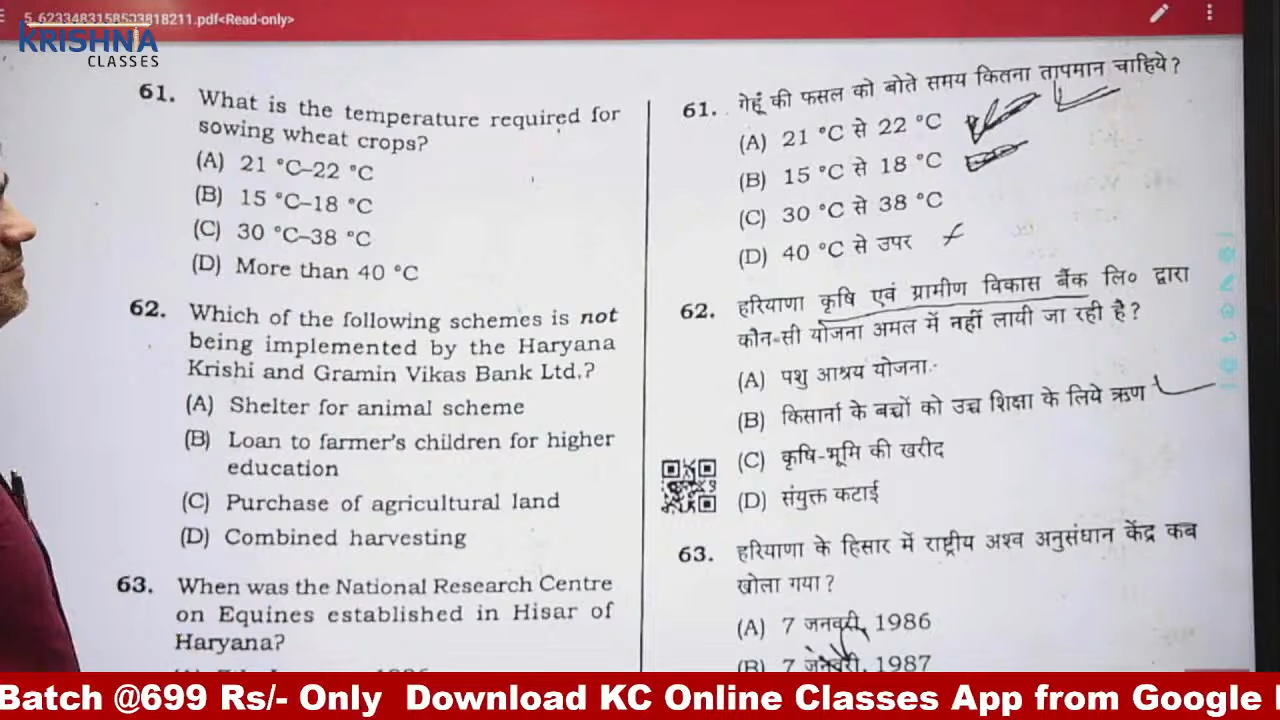 5_6233483158503818211.pdf<Read-only>
KRISHNA
CLASSES
61. What is the temperature required for
sowing wheat crops?
(A) 21 °C–22 °C
(B) 15 °C–18 °C
(C) 30 °C–38 °C
(D) More than 40 °C
62. Which of the following schemes is not
being implemented by the Haryana
Krishi and Gramin Vikas Bank Ltd.?
(A) Shelter for animal scheme
(B) Loan to farmer's children for higher
education
(C) Purchase of agricultural land
(D) Combined harvesting
63. When was the National Research Centre
on Equines established in Hisar of
Haryana?
61. गेहूं की फसल को बोते समय कितना तापमान चाहिये?
(A) 21 °C से 22 °C
(B) 15 °C से 18 °C
(C) 30 °C से 38 °C
(D) 40 °C से उपर
62. हरियाणा कृषि एवं ग्रामीण विकास बैंक लि० द्वारा
कौन-सी योजना अमल में नहीं लायी जा रही है?
(A) पशु आश्रय योजना
(B) किसानों के बच्चों को उच्च शिक्षा के लिये ऋण
(C) कृषि-भूमि की खरीद
(D) संयुक्त कटाई
63. हरियाणा के हिसार में राष्ट्रीय अश्व अनुसंधान केंद्र कब
खोला गया?
(A) 7 जनवरी, 1986
(B) 7 जनवरी, 1987
Batch @699 Rs/- Only Download KC Online Classes App from Google